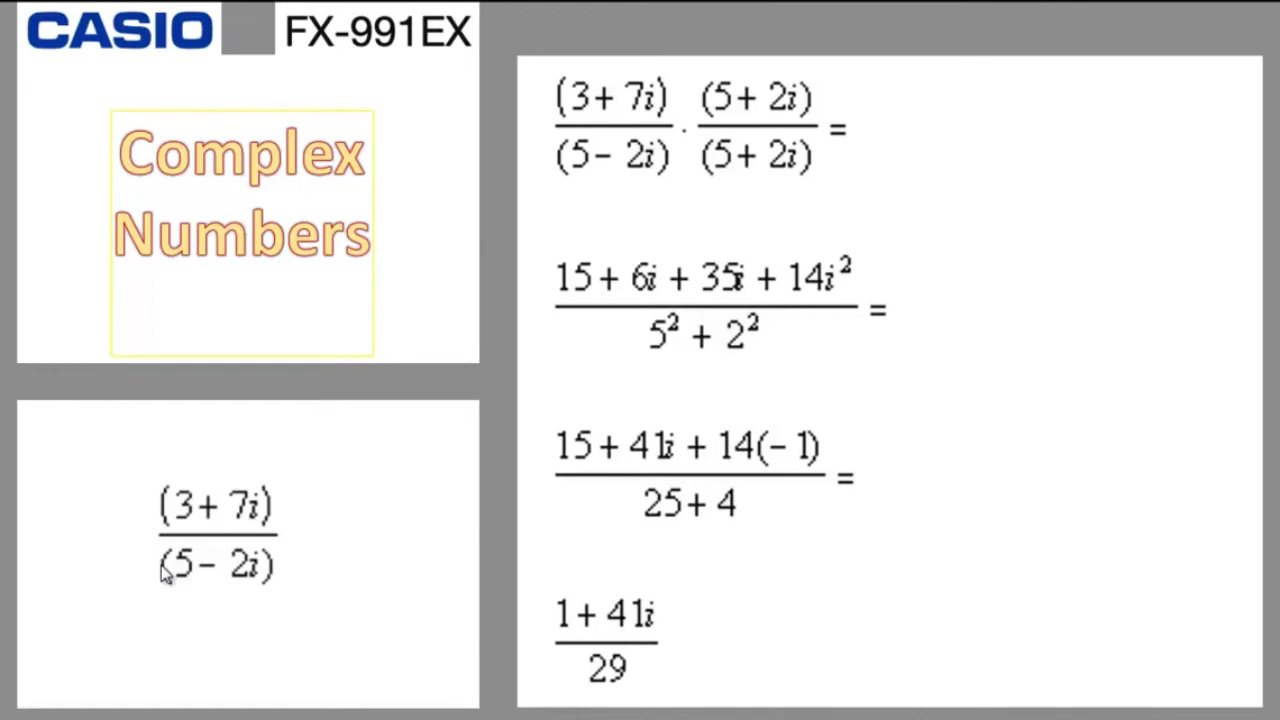 CASIO FX-991EX
Complex
Numbers
(3+ 7i)
(5- 2i)
(3+ 7i) . (5+ 2i) =
(5- 2i) (5+ 2i)
15+ 6i + 35i + 14i² =
5² + 2²
15+ 41i + 14(- 1) =
25+ 4
1+ 41i
29